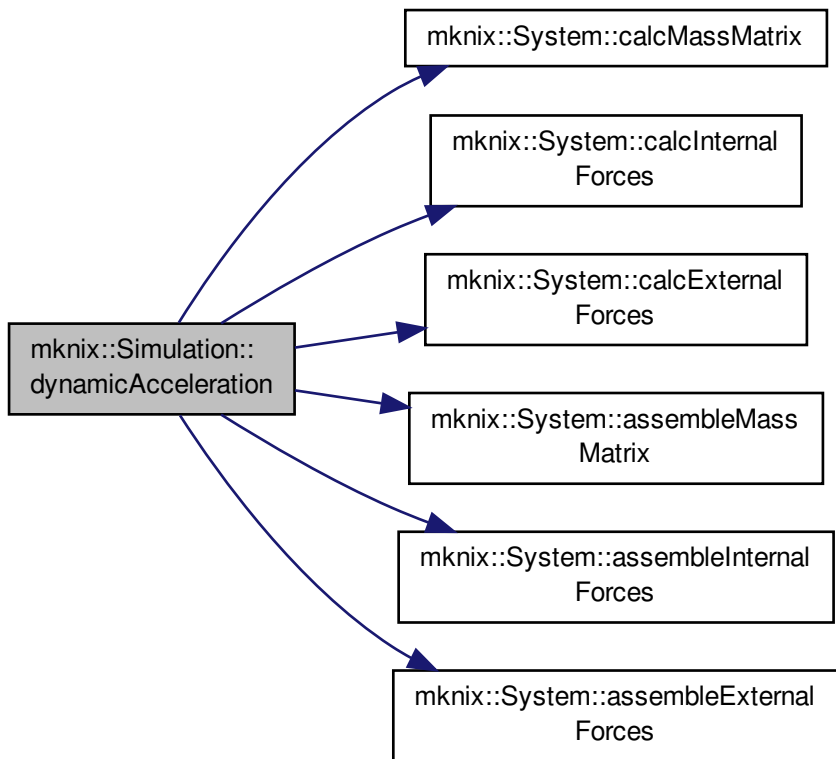 mknix::System::calcMassMatrix
mknix::System::calcInternal
Forces
mknix::System::calcExternal
Forces
mknix::Simulation::
dynamicAcceleration
mknix::System::assembleMass
Matrix
mknix::System::assembleInternal
Forces
mknix::System::assembleExternal
Forces